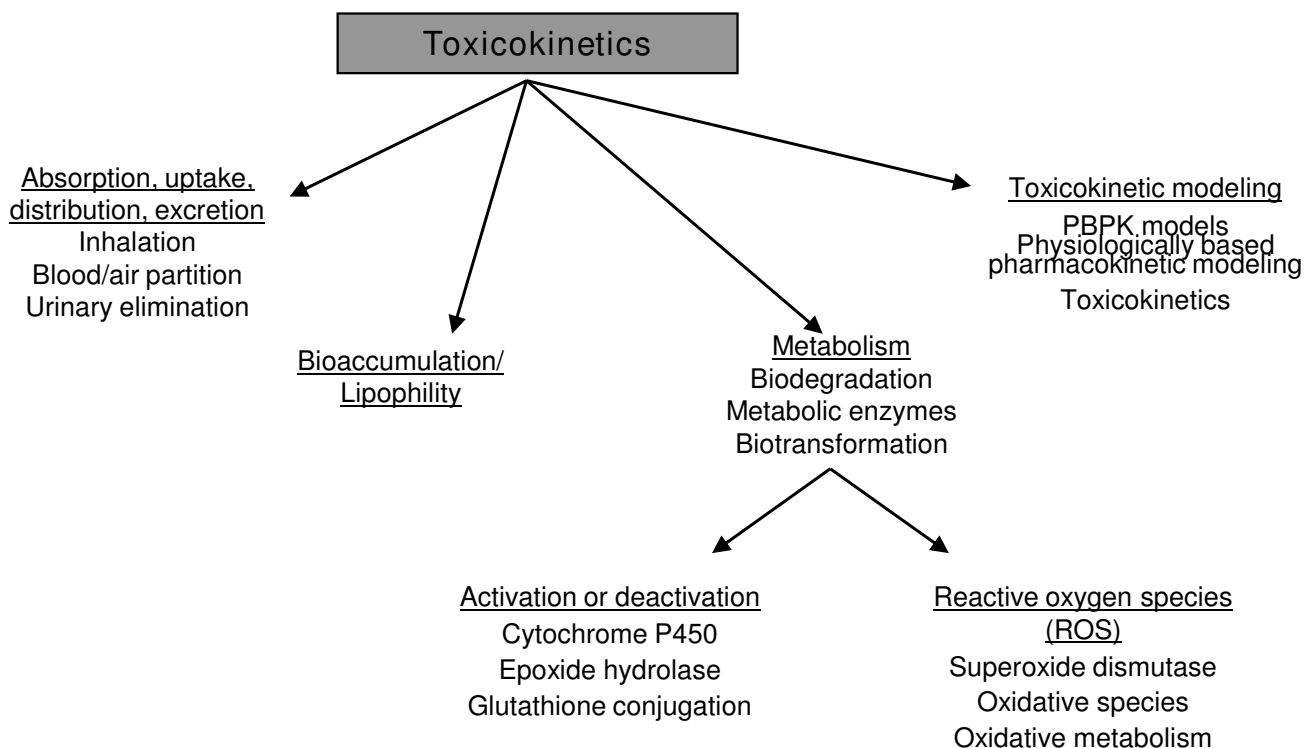 Toxicokinetics
Absorption, uptake,
distribution, excretion
Inhalation
Blood/air partition
Urinary elimination
Bioaccumulation/
Lipophility
Metabolism
Biodegradation
Metabolic enzymes
Biotransformation
Toxicokinetic modeling
PBPK models
Physiologically based
pharmacokinetic modeling
Toxicokinetics
Activation or deactivation
Cytochrome P450
Epoxide hydrolase
Glutathione conjugation
Reactive oxygen species
(ROS)
Superoxide dismutase
Oxidative species
Oxidative metabolism